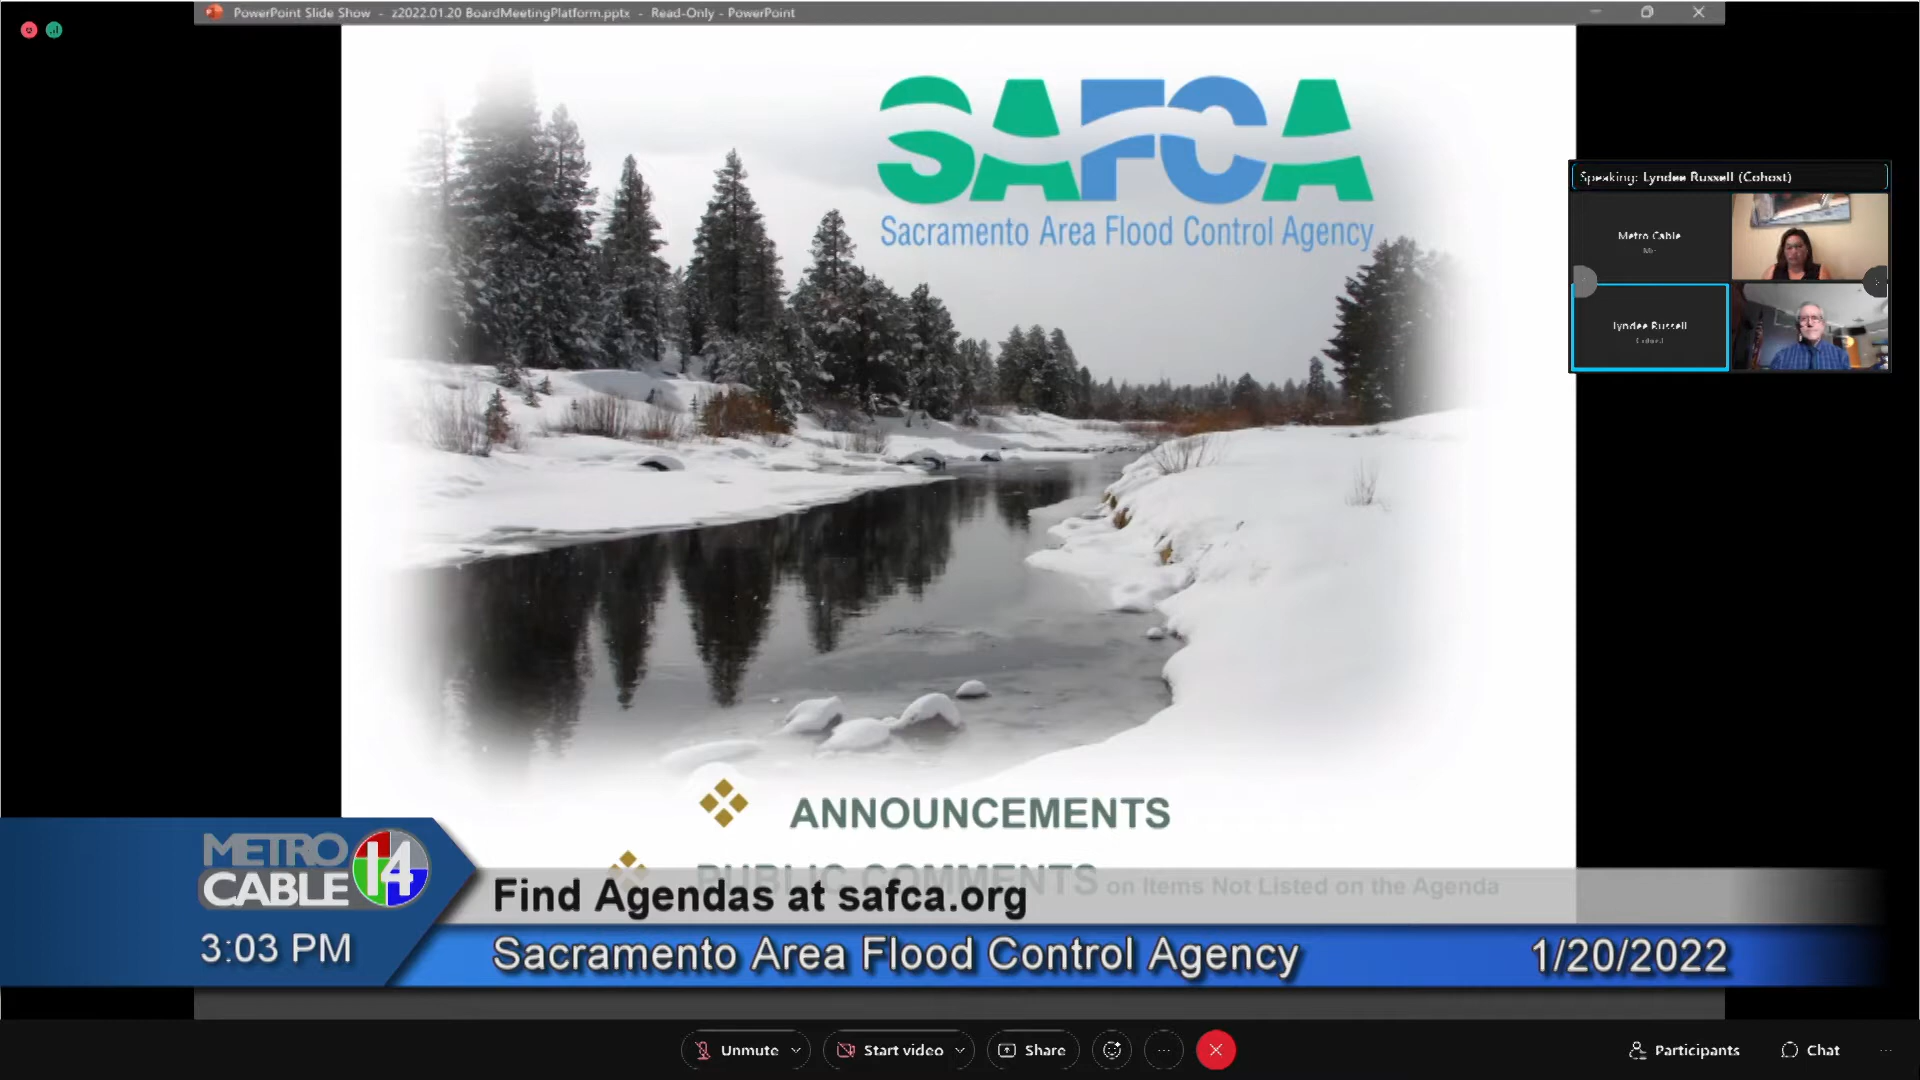 PowerPoint Slide Show - z2022.01.20 BoardMeetingPlatform.pptx - Read-Only - PowerPoint
SAFCA
Sacramento Area Flood Control Agency
Speaking: Lyndee Russell (Cohost)
Metro Cable
Lyndee Russell
ANNOUNCEMENTS
PUBLIC COMMENTS on Items Not Listed on the Agenda
METRO
CABLE 14
Find Agendas at safca.org
3:03 PM
Sacramento Area Flood Control Agency 1/20/2022
Unmute Start video Share Participants Chat